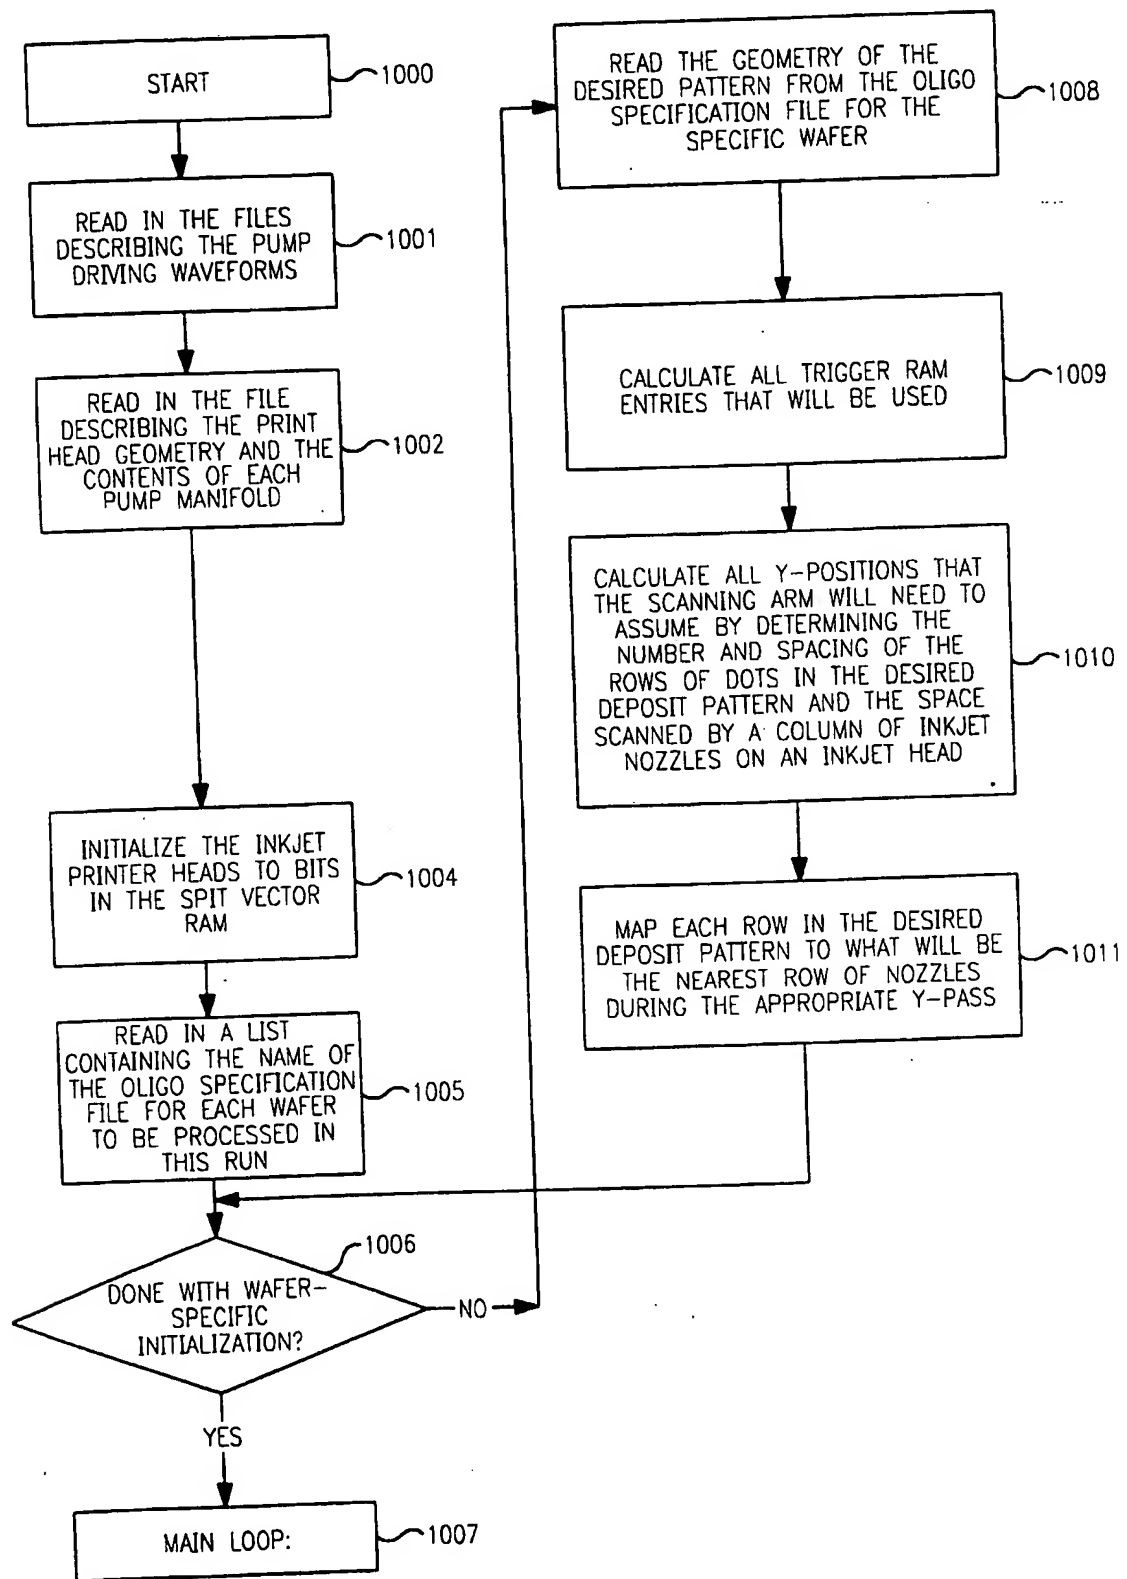 START
1000
READ IN THE FILES
DESCRIBING THE PUMP
DRIVING WAVEFORMS
1001
READ IN THE FILE
DESCRIBING THE PRINT
HEAD GEOMETRY AND THE
CONTENTS OF EACH
PUMP MANIFOLD
1002
INITIALIZE THE INKJET
PRINTER HEADS TO BITS
IN THE SPIT VECTOR
RAM
1004
READ IN A LIST
CONTAINING THE NAME OF
THE OLIGO SPECIFICATION
FILE FOR EACH WAFER
TO BE PROCESSED IN
THIS RUN
1005
1006
DONE WITH WAFER-
SPECIFIC
INITIALIZATION?
NO
YES
MAIN LOOP:
1007
READ THE GEOMETRY OF THE
DESIRED PATTERN FROM THE OLIGO
SPECIFICATION FILE FOR THE
SPECIFIC WAFER
1008
CALCULATE ALL TRIGGER RAM
ENTRIES THAT WILL BE USED
1009
CALCULATE ALL Y-POSITIONS THAT
THE SCANNING ARM WILL NEED TO
ASSUME BY DETERMINING THE
NUMBER AND SPACING OF THE
ROWS OF DOTS IN THE DESIRED
DEPOSIT PATTERN AND THE SPACE
SCANNED BY A COLUMN OF INKJET
NOZZLES ON AN INKJET HEAD
1010
MAP EACH ROW IN THE DESIRED
DEPOSIT PATTERN TO WHAT WILL BE
THE NEAREST ROW OF NOZZLES
DURING THE APPROPRIATE Y-PASS
1011